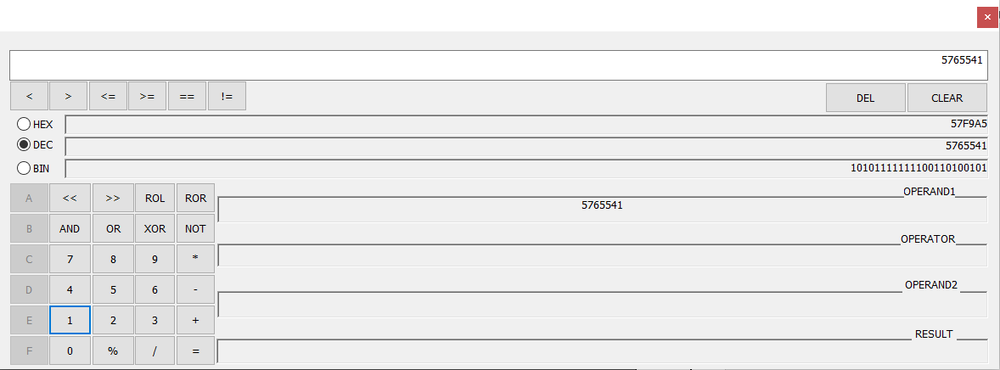 ×
5765541
< > <= >= == != DEL CLEAR
HEX 57F9A5
DEC 5765541
BIN 10101111111100110100101
A << >> ROL ROR OPERAND1
5765541
B AND OR XOR NOT
OPERATOR
C 7 8 9 *
D 4 5 6 - OPERAND2
E 1 2 3 +
RESULT
F 0 % / =